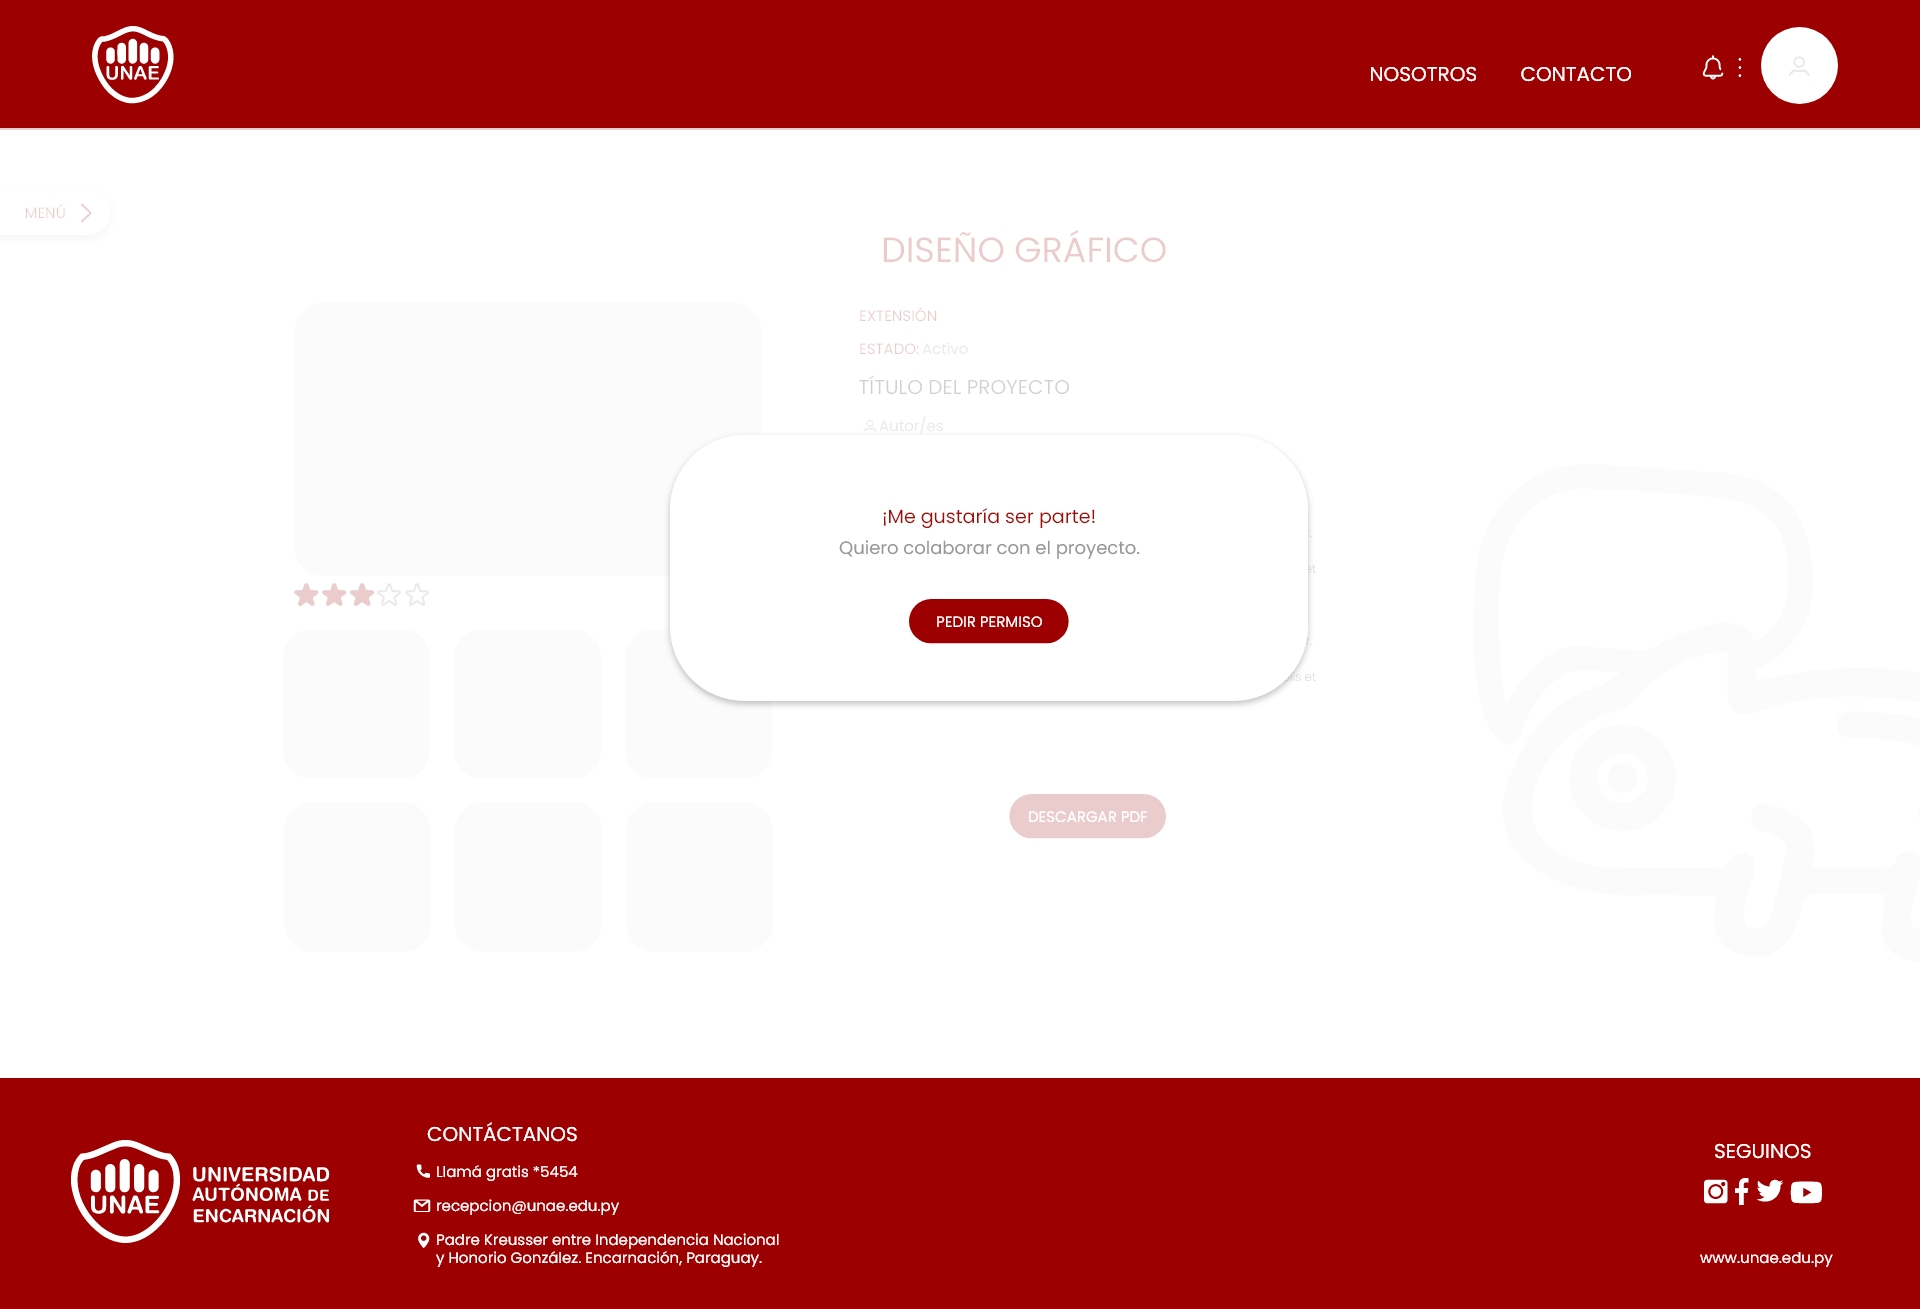 UNAE
NOSOTROS
CONTACTO
MENÚ
DISEÑO GRÁFICO
EXTENSIÓN
ESTADO: Activo
TÍTULO DEL PROYECTO
Autor/es
¡Me gustaría ser parte!
Quiero colaborar con el proyecto.
PEDIR PERMISO
et
et
DESCARGAR PDF
UNAE
UNIVERSIDAD
AUTÓNOMA DE
ENCARNACIÓN
CONTÁCTANOS
Llamá gratis *5454
recepcion@unae.edu.py
Padre Kreusser entre Independencia Nacional
y Honorio González. Encarnación, Paraguay.
SEGUINOS
www.unae.edu.py